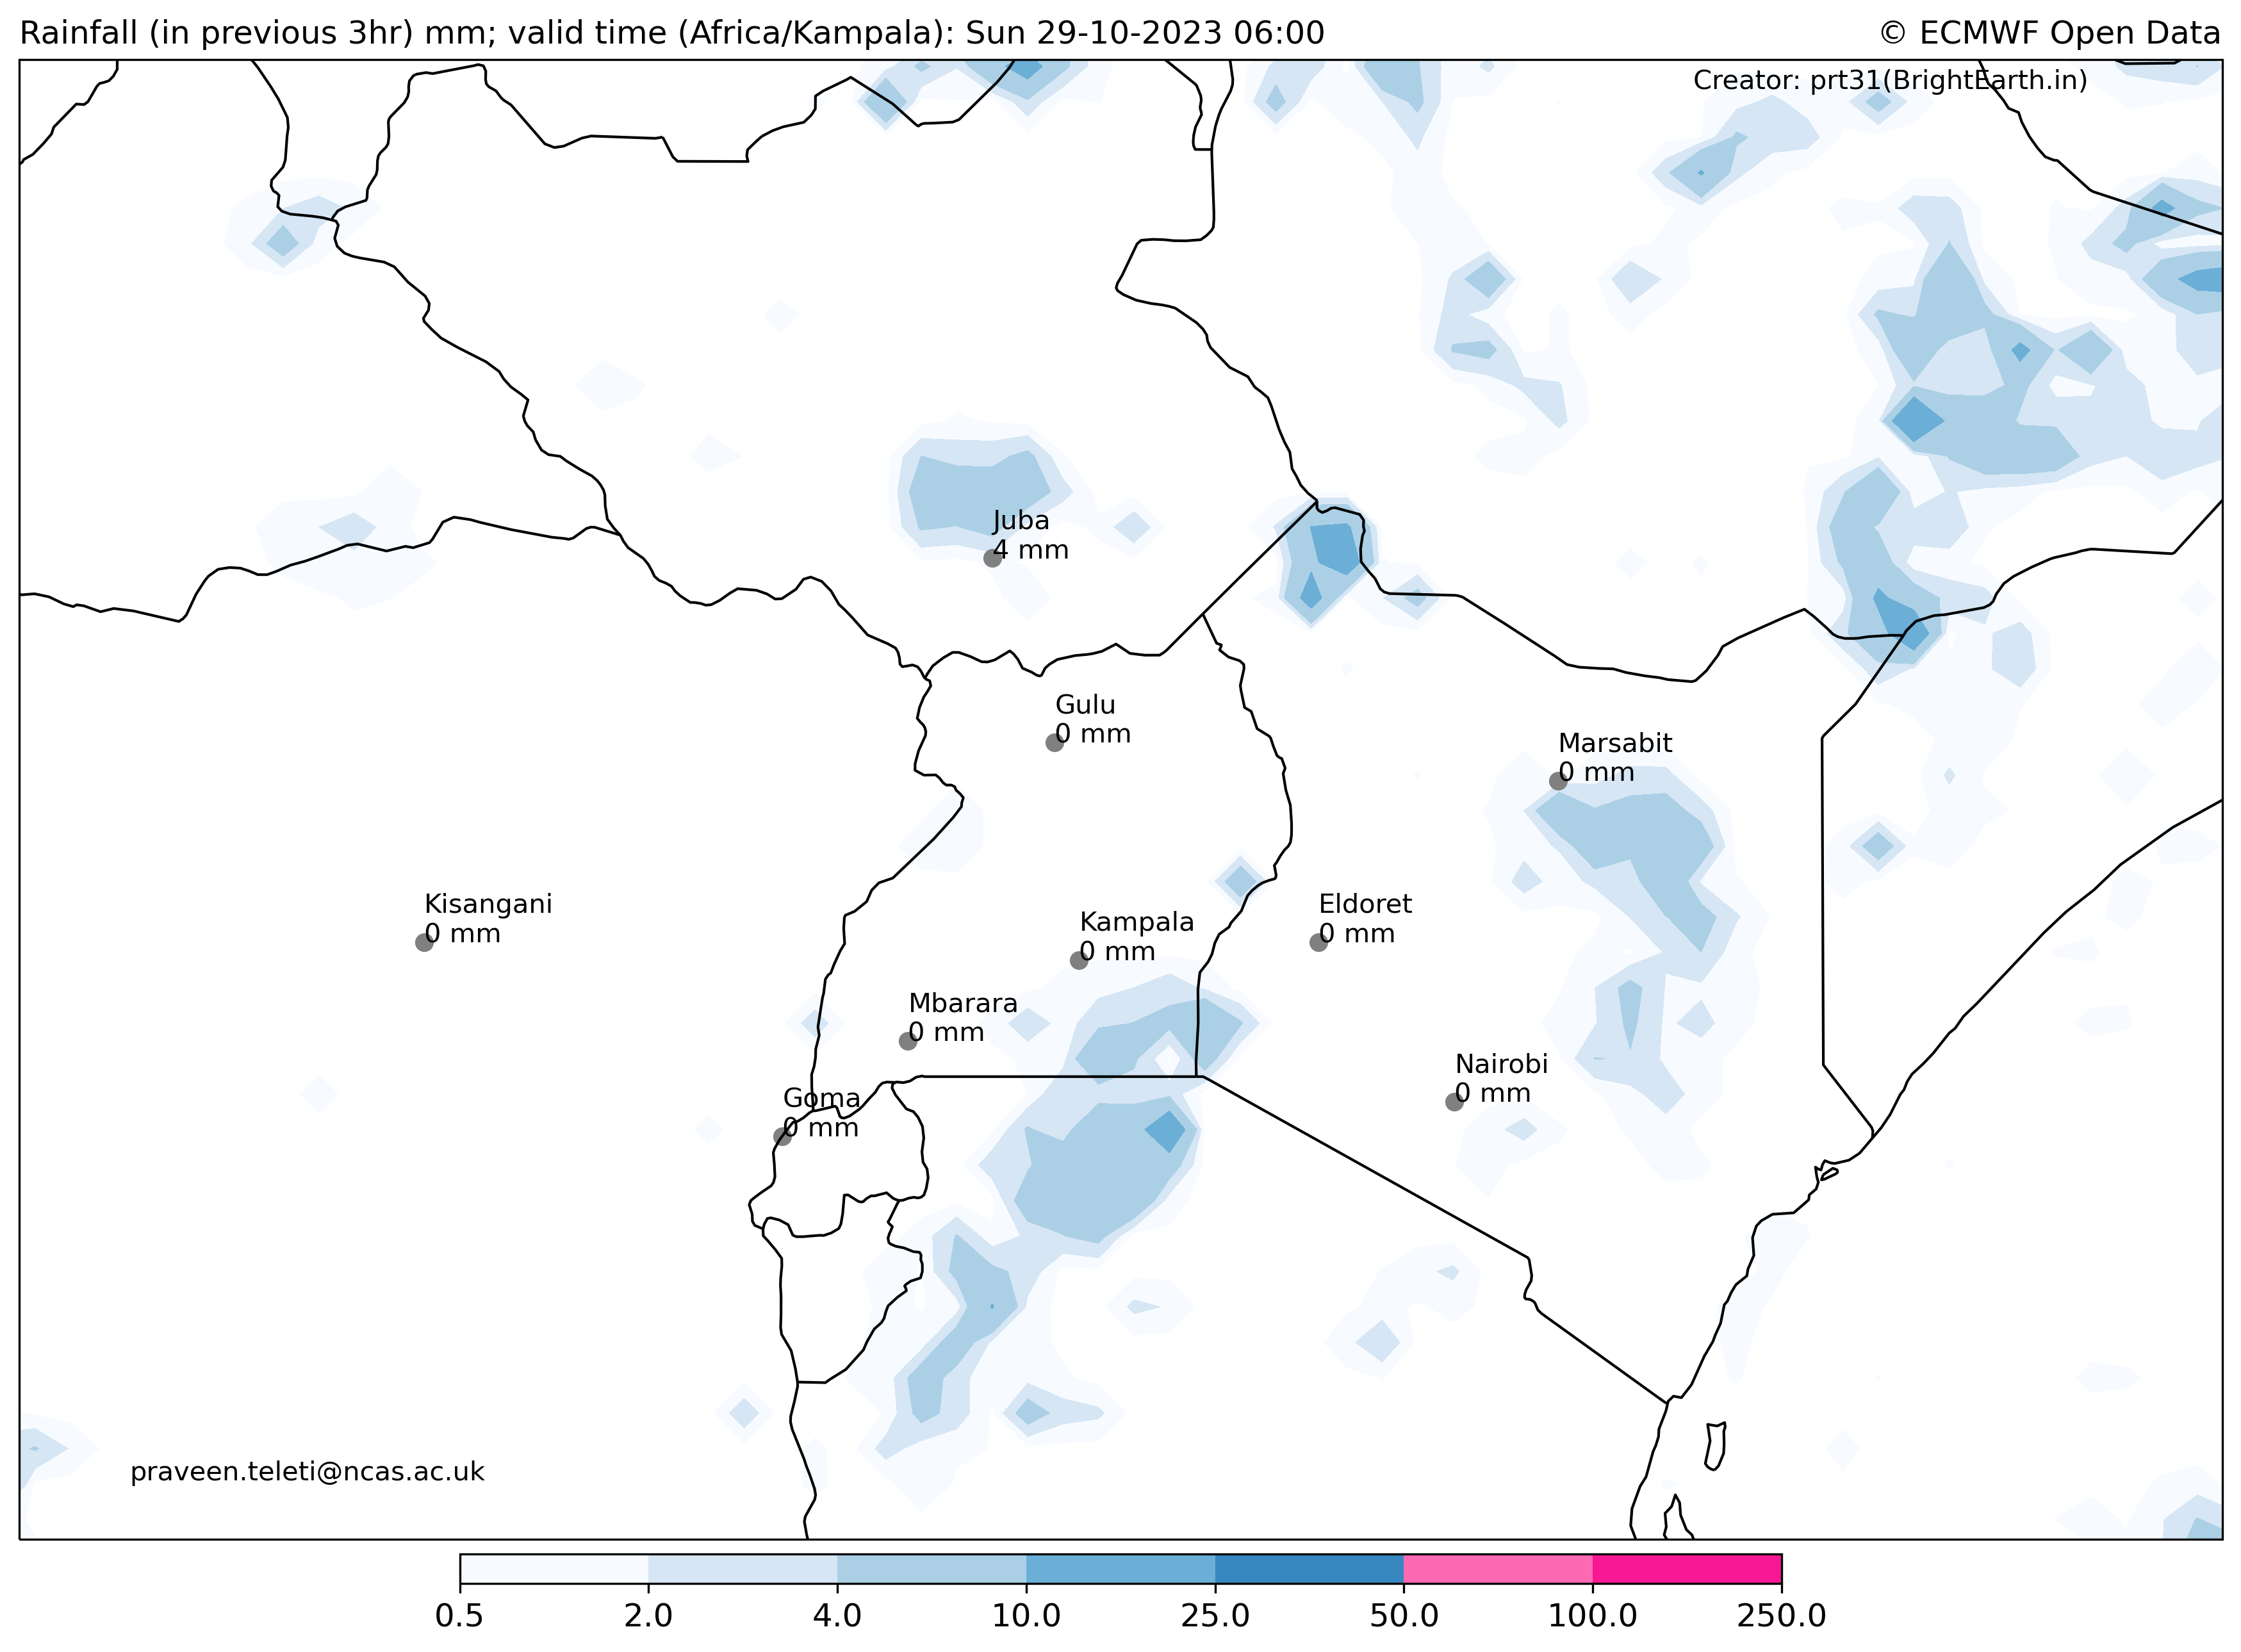 Rainfall (in previous 3hr) mm; valid time (Africa/Kampala): Sun 29-10-2023 06:00
© ECMWF Open Data
Creator: prt31(BrightEarth.in)
Juba
4 mm
Gulu
0 mm
Marsabit
0 mm
Kisangani
0 mm
Kampala
0 mm
Eldoret
0 mm
Mbarara
0 mm
Nairobi
0 mm
Goma
0 mm
praveen.teleti@ncas.ac.uk
0.5 2.0 4.0 10.0 25.0 50.0 100.0 250.0